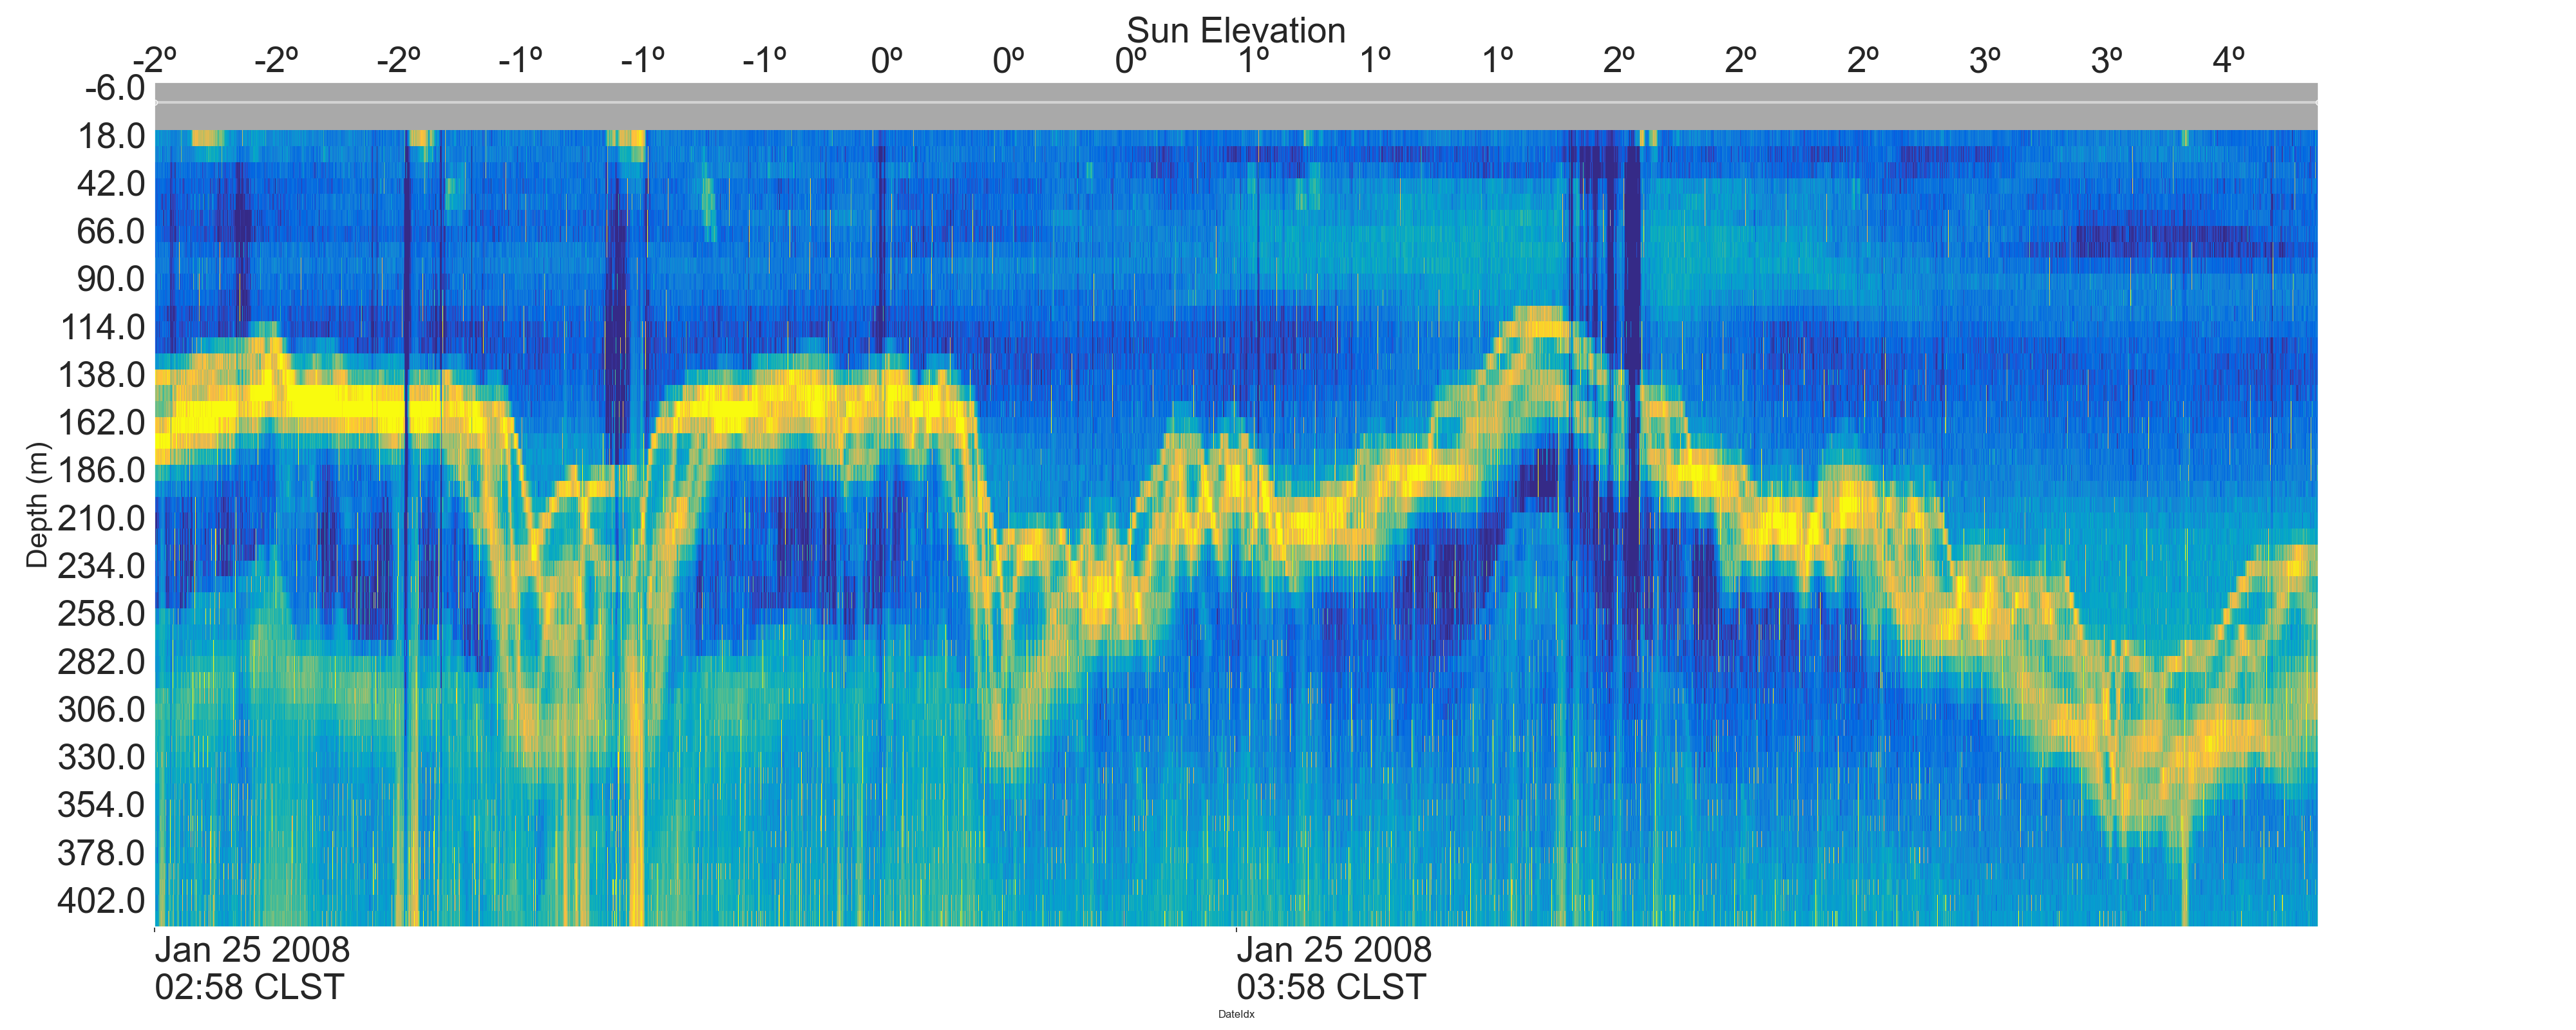 Sun Elevation
-2º -2º -2º -1º -1º -1º 0º 0º 0º 1º 1º 1º 2º 2º 2º 3º 3º 4º
-6.0
18.0
42.0
66.0
90.0
114.0
138.0
162.0
186.0
210.0
234.0
258.0
282.0
306.0
330.0
354.0
378.0
402.0
Depth (m)
Jan 25 2008
02:58 CLST
Jan 25 2008
03:58 CLST
DateIdx